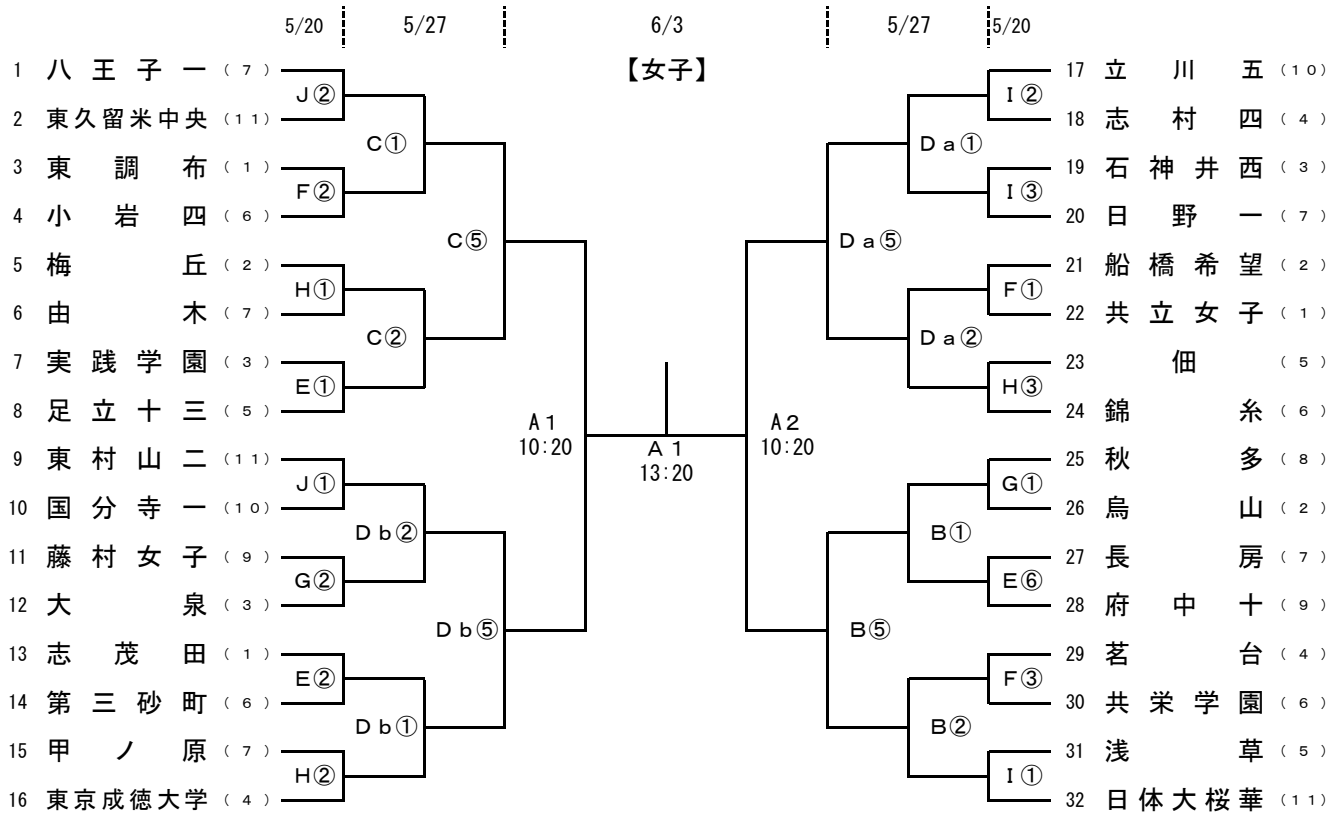 5/20 5/27 6/3 5/27 5/20
【女子】
1 八王子一 (7)
J②
2 東久留米中央 (11)
C①
3 東調布 (1)
F②
4 小岩四 (6)
C⑤
5 梅丘 (2)
H①
6 由木 (7)
C②
7 実践学園 (3)
E①
8 足立十三 (5)
A1
10:20
9 東村山二 (11)
J①
10 国分寺一 (10)
Db②
11 藤村女子 (9)
G②
12 大泉 (3)
Db⑤
13 志茂田 (1)
E②
14 第三砂町 (6)
Db①
15 甲ノ原 (7)
H②
16 東京成徳大学 (4)
A1
13:20
17 立川五 (10)
I②
18 志村四 (4)
Da①
19 石神井西 (3)
I③
20 日野一 (7)
Da⑤
21 船橋希望 (2)
F①
22 共立女子 (1)
Da②
23 佃 (5)
H③
24 錦糸 (6)
A2
10:20
25 秋多 (8)
G①
26 烏山 (2)
B①
27 長房 (7)
E⑥
28 府中十 (9)
B⑤
29 茗台 (4)
F③
30 共栄学園 (6)
B②
31 浅草 (5)
I①
32 日体大桜華 (11)